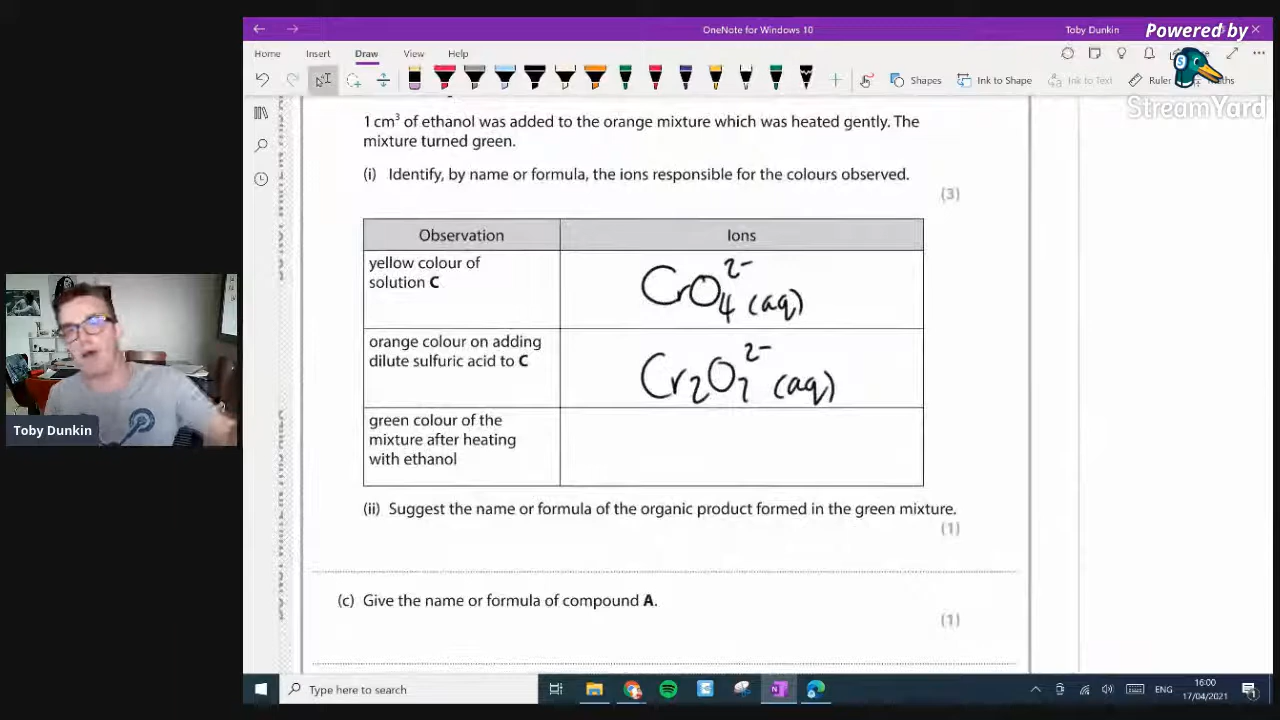 OneNote for Windows 10
Toby Dunkin
Powered by
StreamYard
Home
Insert
Draw
View
Help
Shapes
Ink to Shape
Ink to Text
Ruler
1 cm³ of ethanol was added to the orange mixture which was heated gently. The
mixture turned green.
(i) Identify, by name or formula, the ions responsible for the colours observed.
(3)
Observation
Ions
yellow colour of
solution C
CrO₄²⁻ (aq)
orange colour on adding
dilute sulfuric acid to C
Cr₂O₇²⁻ (aq)
green colour of the
mixture after heating
with ethanol
(ii) Suggest the name or formula of the organic product formed in the green mixture.
(1)
(c) Give the name or formula of compound A.
(1)
Toby Dunkin
Type here to search
ENG
16:00
17/04/2021